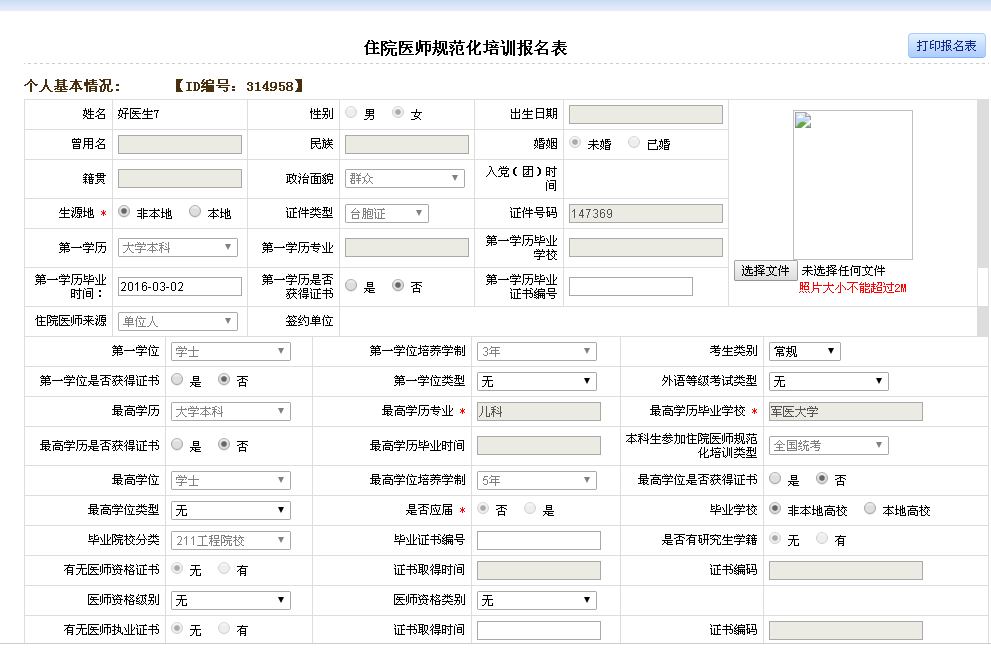 住院医师规范化培训报名表
打印报名表
个人基本情况: 【ID编号: 314958】
姓名 好医生7 性别 男 女 出生日期
曾用名 民族 婚姻 未婚 已婚
籍贯 政治面貌 群众 入党(团)时
间
生源地 * 非本地 本地 证件类型 台胞证 证件号码 147369
第一学历 大学本科 第一学历专业 第一学历毕业
学校
选择文件 未选择任何文件
照片大小不能超过2M
第一学历毕业
时间: 2016-03-02 第一学历是否
获得证书 是 否 第一学历毕业
证书编号
住院医师来源 单位人 签约单位
第一学位 学士 第一学位培养学制 3年 考生类别 常规
第一学位是否获得证书 是 否 第一学位类型 无 外语等级考试类型 无
最高学历 大学本科 最高学历专业 * 儿科 最高学历毕业学校 * 军医大学
最高学历是否获得证书 是 否 最高学历毕业时间 本科生参加住院医师规范
化培训类型 全国统考
最高学位 学士 最高学位培养学制 5年 最高学位是否获得证书 是 否
最高学位类型 无 是否应届 * 否 是 毕业学校 非本地高校 本地高校
毕业院校分类 211工程院校 毕业证书编号 是否有研究生学籍 无 有
有无医师资格证书 无 有 证书取得时间 证书编码
医师资格级别 无 医师资格类别 无
有无医师执业证书 无 有 证书取得时间 证书编码